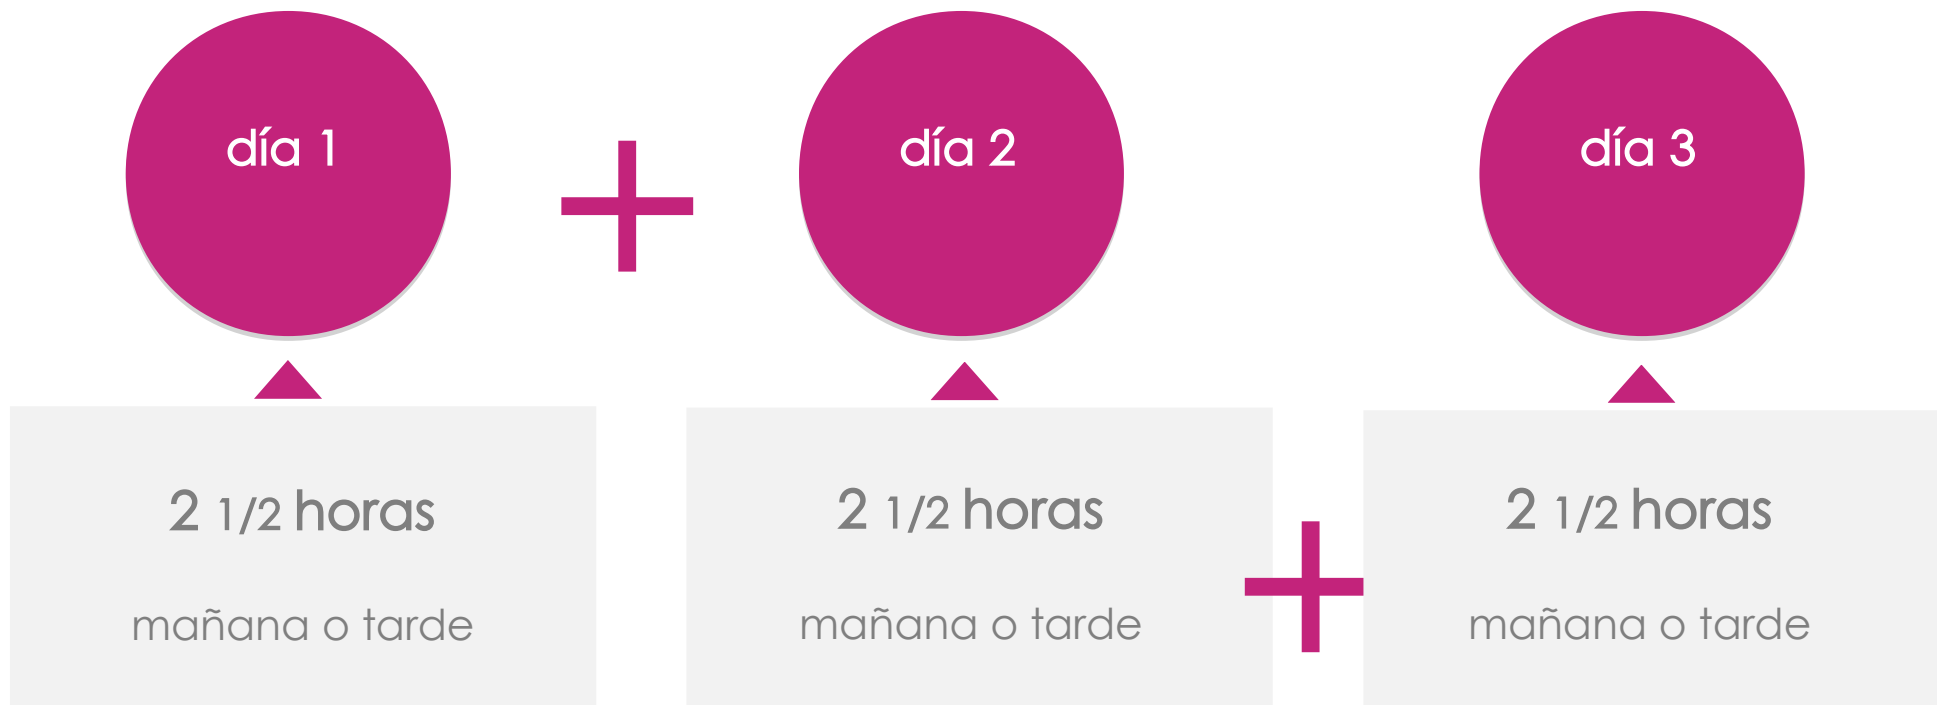 día 1
día 2
día 3
2 1/2 horas
mañana o tarde
2 1/2 horas
mañana o tarde
2 1/2 horas
mañana o tarde